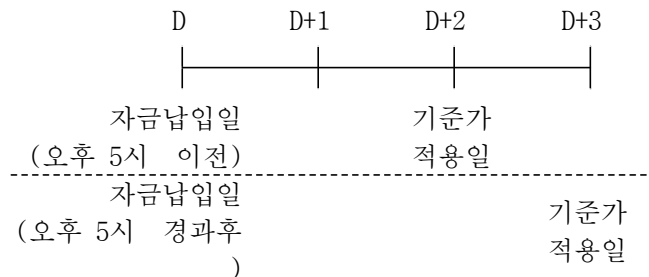 D D+1 D+2 D+3
자금납입일 기준가
(오후 5시 이전) 적용일
자금납입일 기준가
(오후 5시 경과후 적용일
)